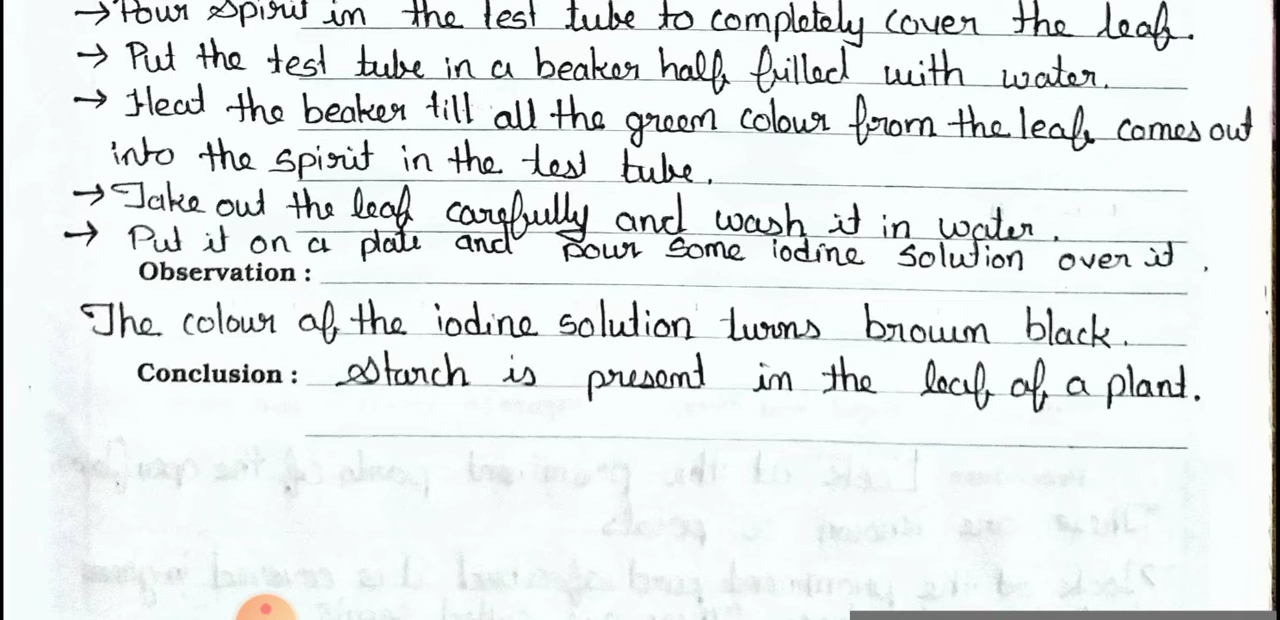 → Pour spirit in the test tube to completely cover the leaf.
→ Put the test tube in a beaker half filled with water.
→ Heat the beaker till all the green colour from the leaf comes out
into the spirit in the test tube.
→ Take out the leaf carefully and wash it in water.
→ Put it on a plate and pour some iodine solution over it.
Observation :
The colour of the iodine solution turns brown black.
Conclusion : Starch is present in the leaf of a plant.